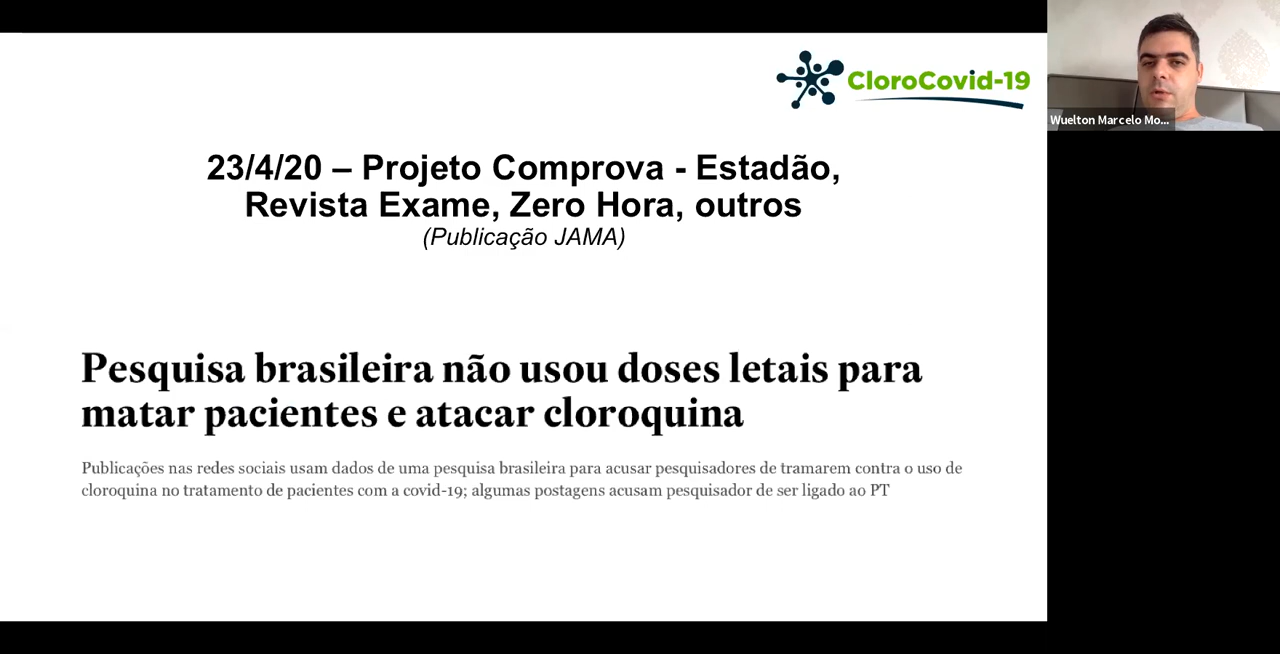 CloroCovid-19
Wuelton Marcelo Mo...
23/4/20 – Projeto Comprova - Estadão,
Revista Exame, Zero Hora, outros
(Publicação JAMA)
Pesquisa brasileira não usou doses letais para
matar pacientes e atacar cloroquina
Publicações nas redes sociais usam dados de uma pesquisa brasileira para acusar pesquisadores de tramarem contra o uso de
cloroquina no tratamento de pacientes com a covid-19; algumas postagens acusam pesquisador de ser ligado ao PT